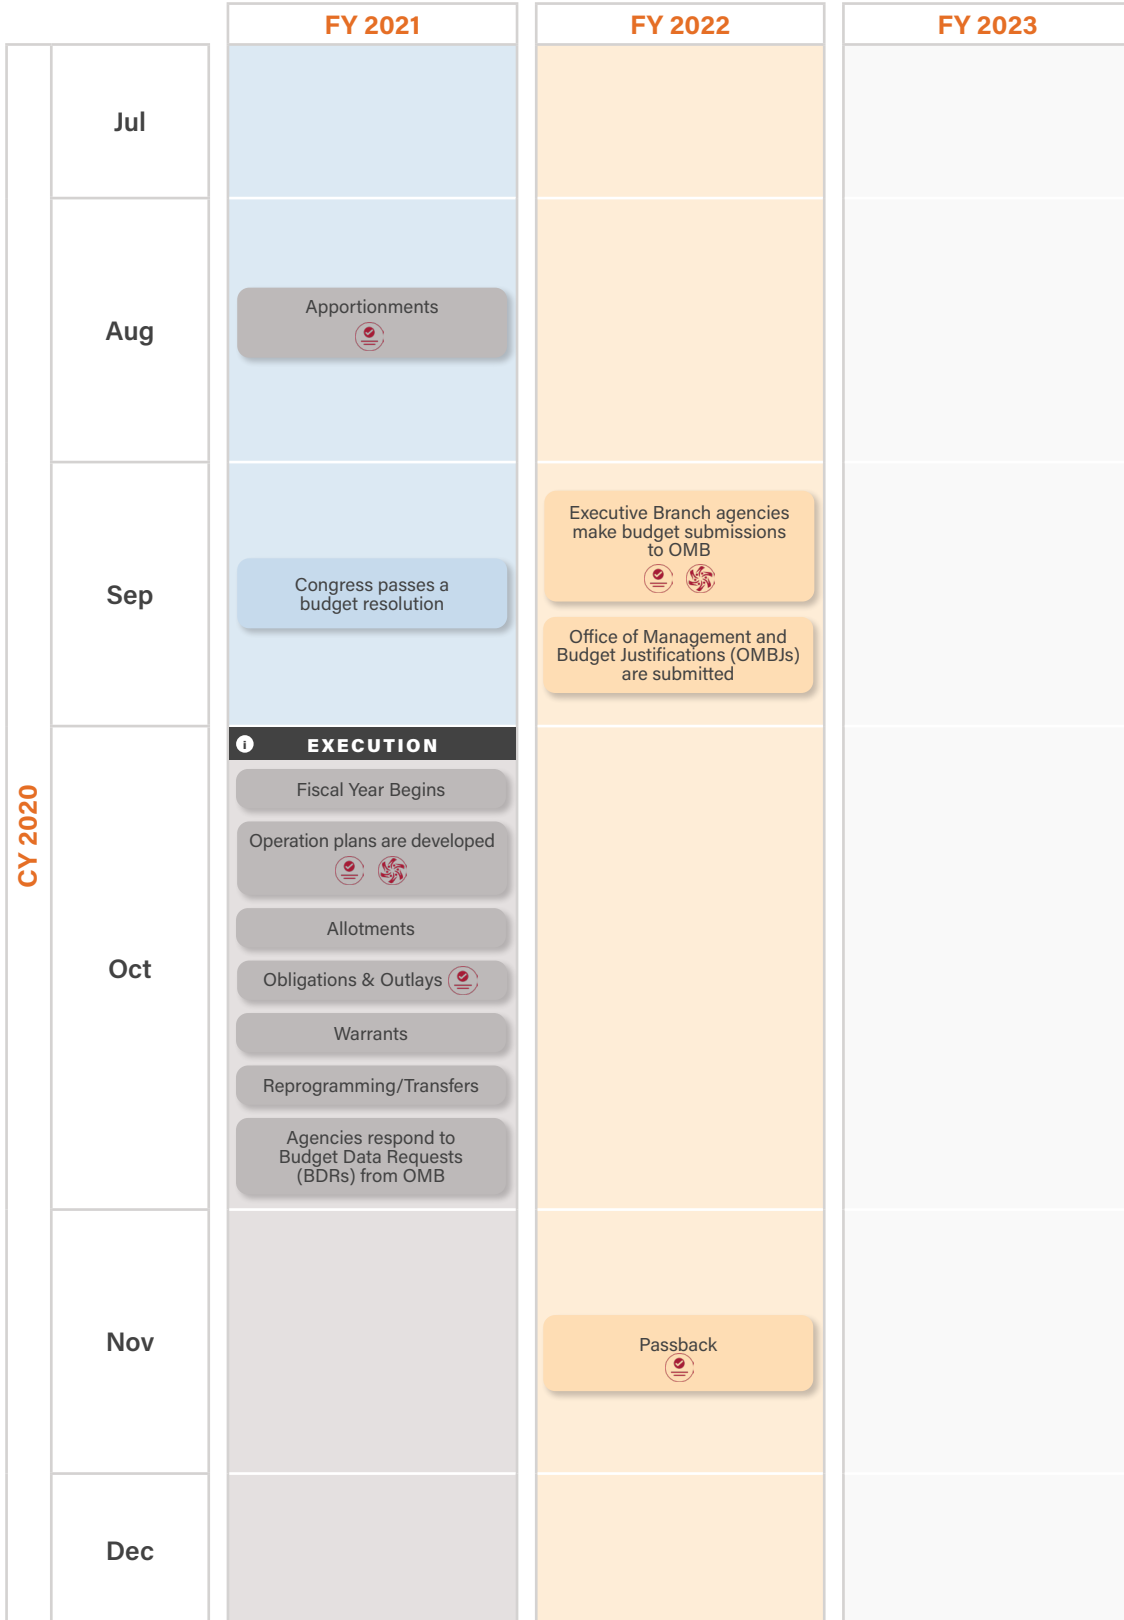 FY 2021
FY 2022
FY 2023
CY 2020
Jul
Aug
Apportionments
Sep
Congress passes a
budget resolution
Executive Branch agencies
make budget submissions
to OMB
Office of Management and
Budget Justifications (OMBJs)
are submitted
Oct
i EXECUTION
Fiscal Year Begins
Operation plans are developed
Allotments
Obligations & Outlays
Warrants
Reprogramming/Transfers
Agencies respond to
Budget Data Requests
(BDRs) from OMB
Nov
Passback
Dec